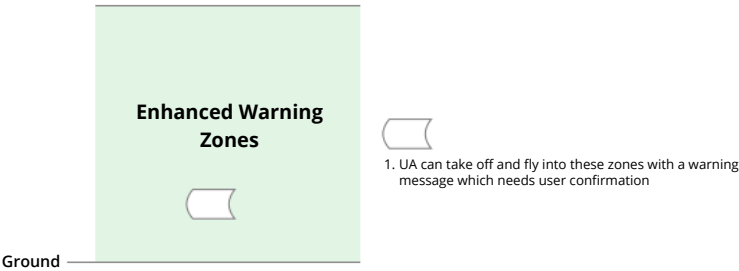 Enhanced Warning
Zones
1. UA can take off and fly into these zones with a warning
message which needs user confirmation
Ground